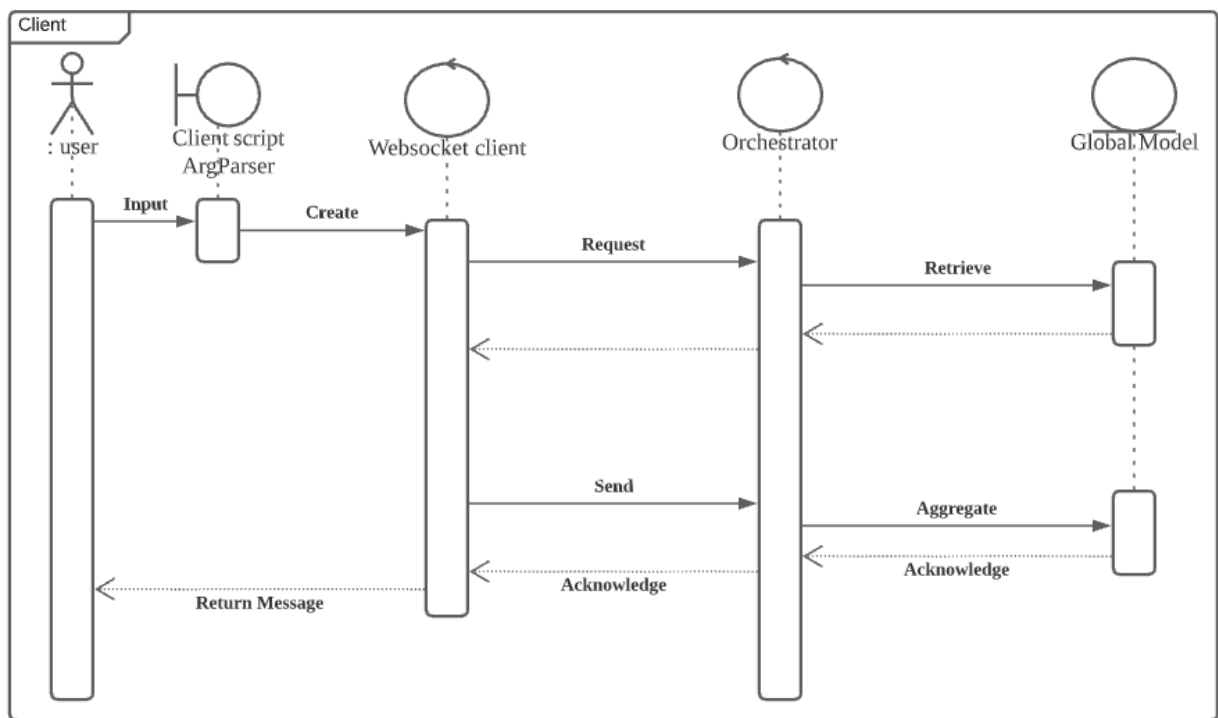 Client
: user
Client script
ArgParser
Websocket client
Orchestrator
Global Model
Input
Create
Request
Retrieve
Send
Aggregate
Acknowledge
Acknowledge
Return Message